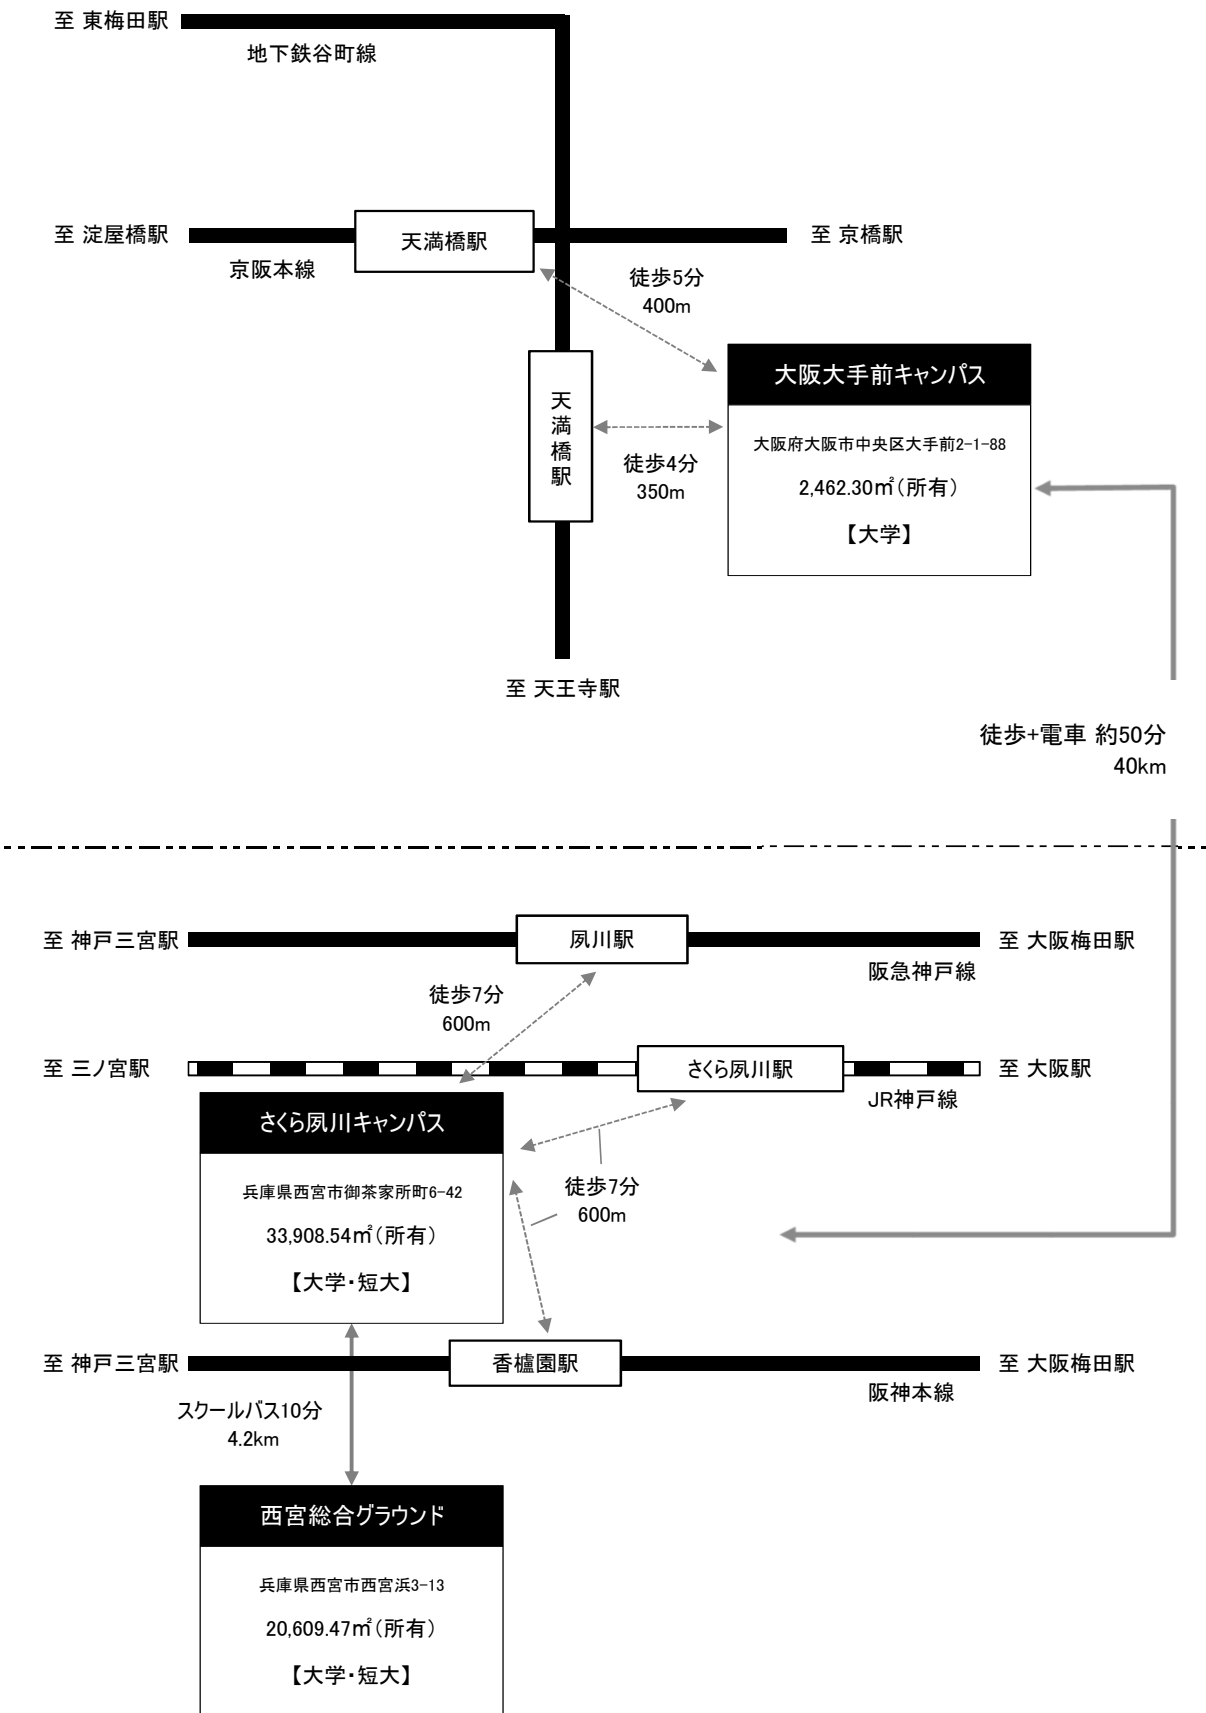 至 東梅田駅
地下鉄谷町線
至 淀屋橋駅
天満橋駅
至 京橋駅
京阪本線
徒歩5分
400m
大阪大手前キャンパス
大阪府大阪市中央区大手前2-1-88
2,462.30㎡(所有)
【大学】
天満橋駅
徒歩4分
350m
至 天王寺駅
徒歩+電車 約50分
40km
至 神戸三宮駅
夙川駅
至 大阪梅田駅
阪急神戸線
徒歩7分
600m
至 三ノ宮駅
さくら夙川駅
至 大阪駅
JR神戸線
さくら夙川キャンパス
兵庫県西宮市御茶家所町6-42
33,908.54㎡(所有)
【大学・短大】
徒歩7分
600m
至 神戸三宮駅
香櫨園駅
至 大阪梅田駅
阪神本線
スクールバス10分
4.2km
西宮総合グラウンド
兵庫県西宮市西宮浜3-13
20,609.47㎡(所有)
【大学・短大】